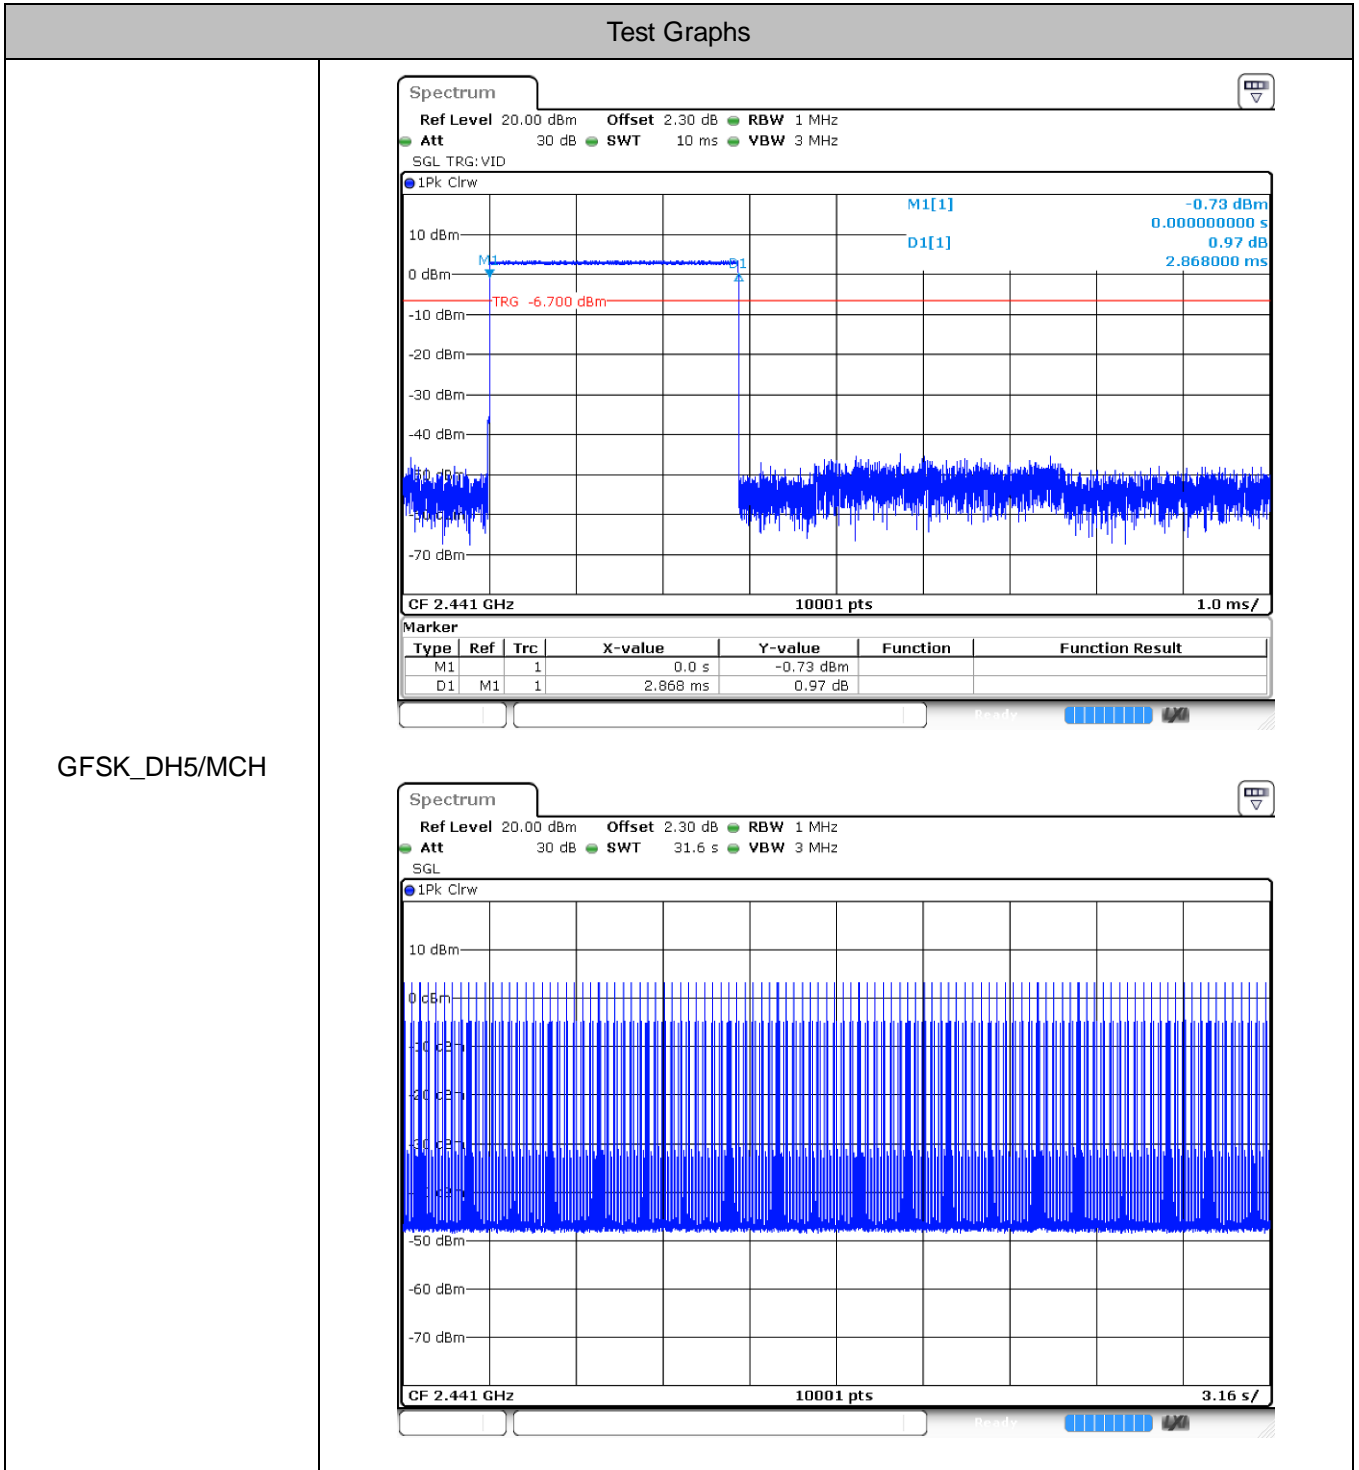 Test Graphs
GFSK_DH5/MCH
Spectrum
Ref Level 20.00 dBm Offset 2.30 dB RBW 1 MHz
Att 30 dB SWT 10 ms VBW 3 MHz
SGL TRG:VID
1Pk Clrw
M1[1] -0.73 dBm
0.000000000 s
D1[1] 0.97 dB
2.868000 ms
10 dBm
M1
D1
0 dBm
TRG -6.700 dBm
-10 dBm
-20 dBm
-30 dBm
-40 dBm
-70 dBm
CF 2.441 GHz 10001 pts 1.0 ms/
Marker
Type Ref Trc X-value Y-value Function Function Result
M1 1 0.0 s -0.73 dBm
D1 M1 1 2.868 ms 0.97 dB
Ready
Spectrum
Ref Level 20.00 dBm Offset 2.30 dB RBW 1 MHz
Att 30 dB SWT 31.6 s VBW 3 MHz
SGL
1Pk Clrw
10 dBm
0 dBm
-50 dBm
-60 dBm
-70 dBm
CF 2.441 GHz 10001 pts 3.16 s/
Ready